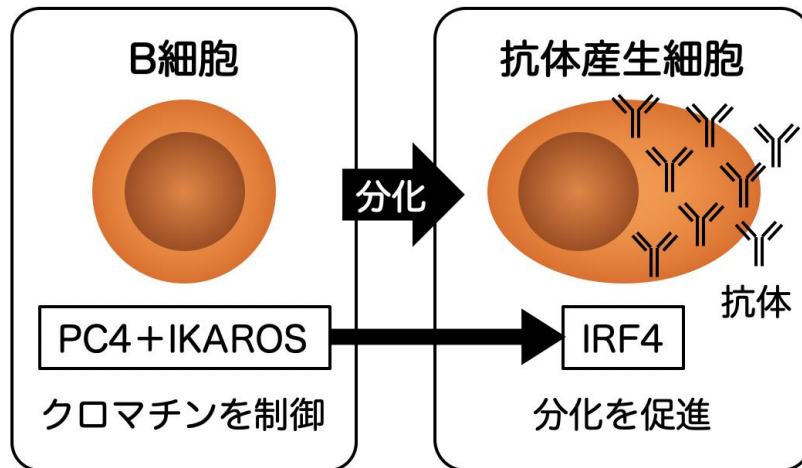 B細胞
抗体産生細胞
分化
抗体
PC4＋IKAROS
IRF4
クロマチンを制御
分化を促進